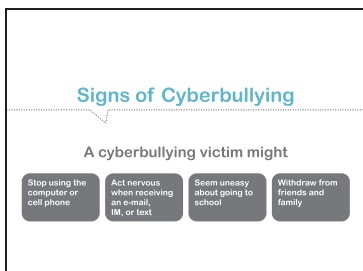 Signs of Cyberbullying
A cyberbullying victim might
Stop using the
computer or
cell phone
Act nervous
when receiving
an e-mail,
IM, or text
Seem uneasy
about going to
school
Withdraw from
friends and
family